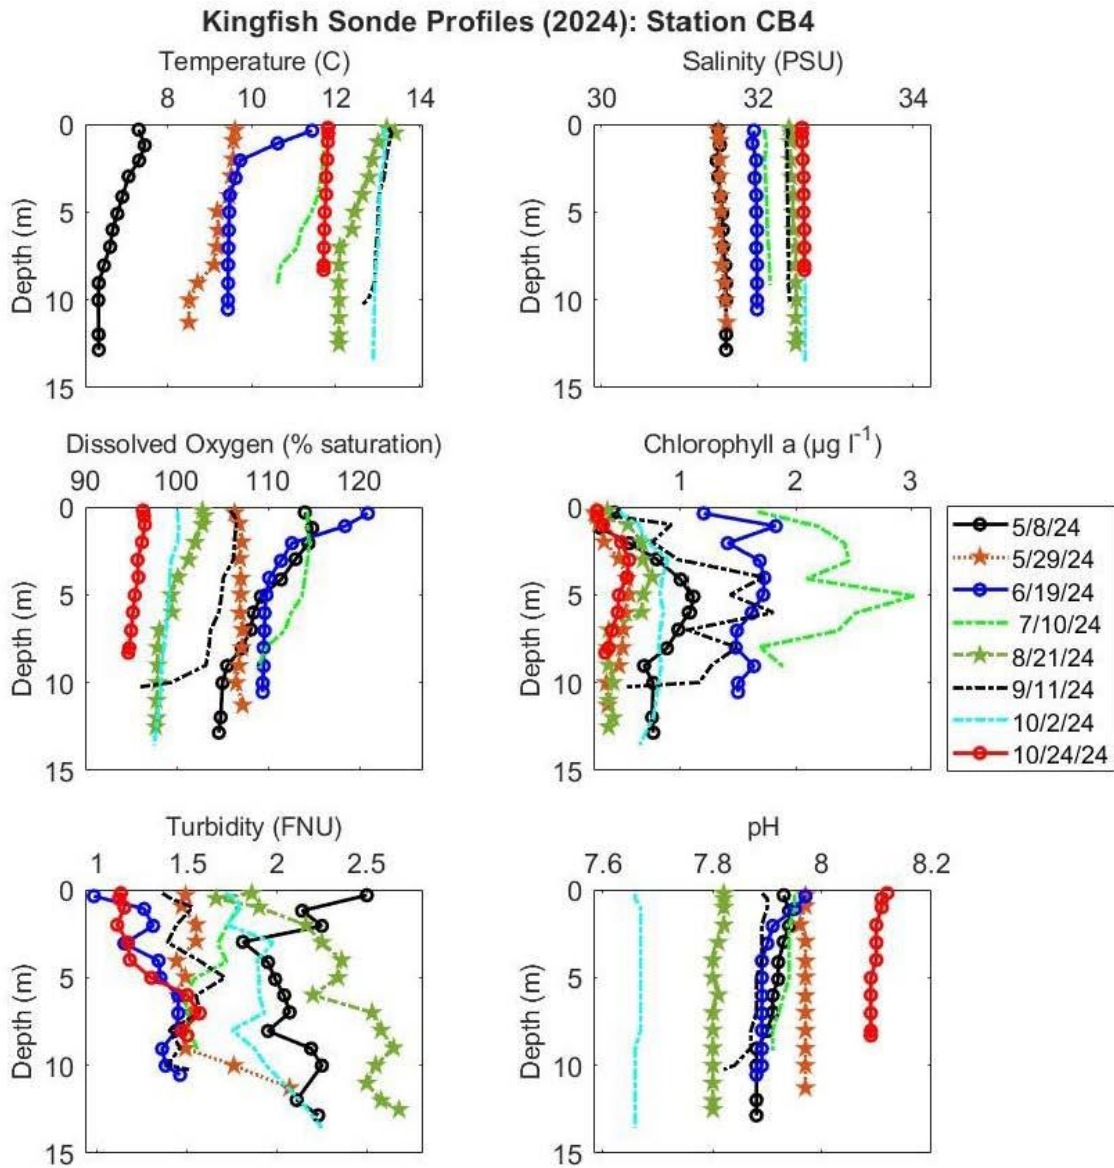 Kingfish Sonde Profiles (2024): Station CB4
Temperature (C)
8 10 12 14
0
5
10
15
Depth (m)
Salinity (PSU)
30 32 34
0
5
10
15
Depth (m)
Dissolved Oxygen (% saturation)
90 100 110 120
0
5
10
15
Depth (m)
Chlorophyll a (µg l⁻¹)
1 2 3
0
5
10
15
Depth (m)
5/8/24
5/29/24
6/19/24
7/10/24
8/21/24
9/11/24
10/2/24
10/24/24
Turbidity (FNU)
1 1.5 2 2.5
0
5
10
15
Depth (m)
pH
7.6 7.8 8 8.2
0
5
10
15
Depth (m)